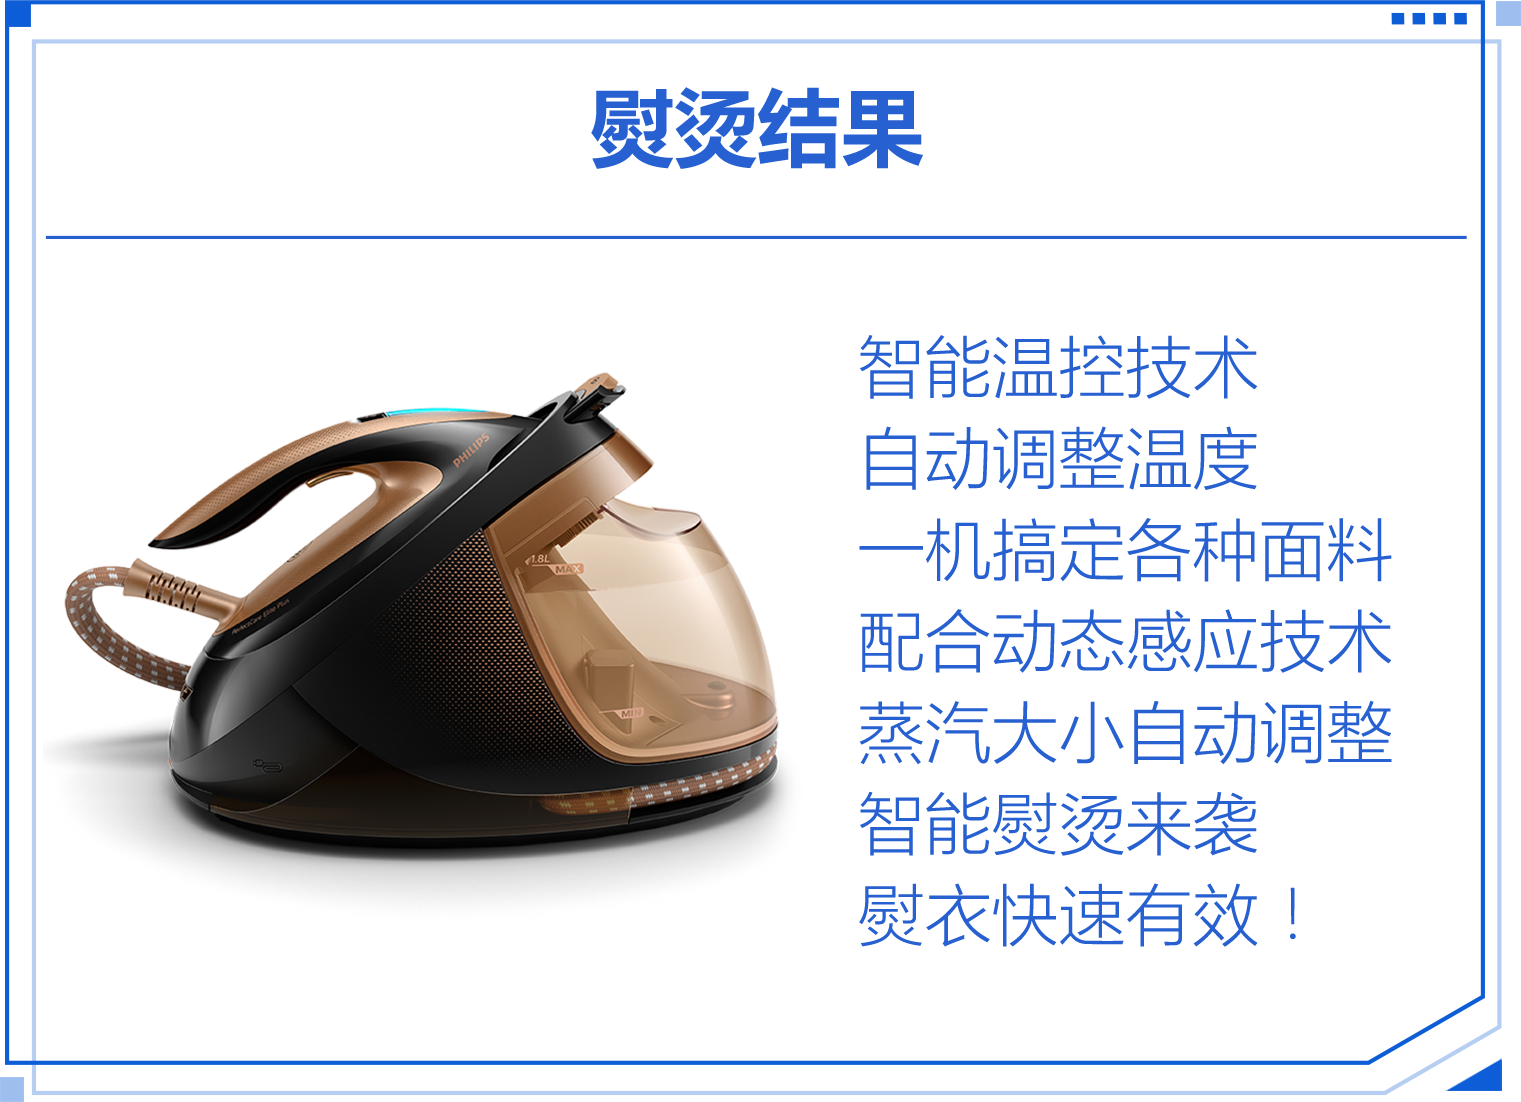 熨烫结果
智能温控技术
自动调整温度
一机搞定各种面料
配合动态感应技术
蒸汽大小自动调整
智能熨烫来袭
熨衣快速有效！
PHILIPS
PerfectCare Elite Plus
1.8L
MAX
MIN